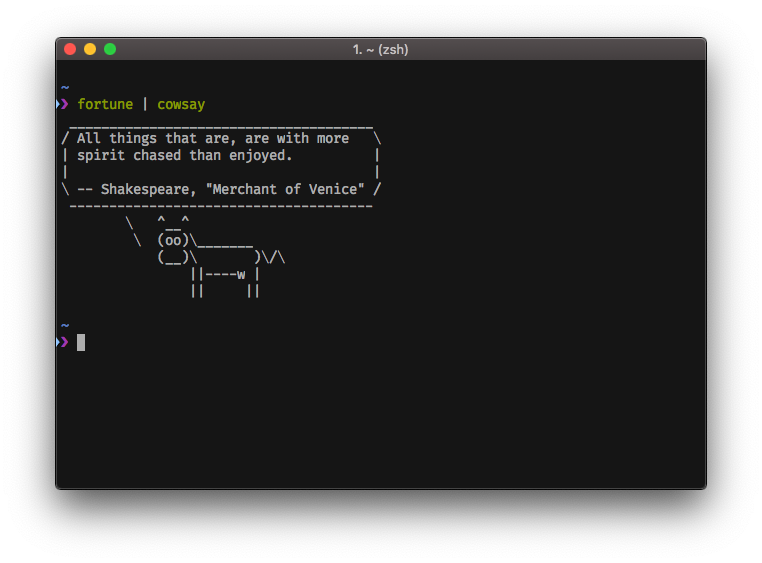 1. ~ (zsh)
~
❯ fortune | cowsay
 ______________________________________
/ All things that are, are with more   \
| spirit chased than enjoyed.          |
|                                      |
\ -- Shakespeare, "Merchant of Venice" /
 --------------------------------------
        \   ^__^
         \  (oo)\_______
            (__)\       )\/\
                ||----w |
                ||     ||
~
❯